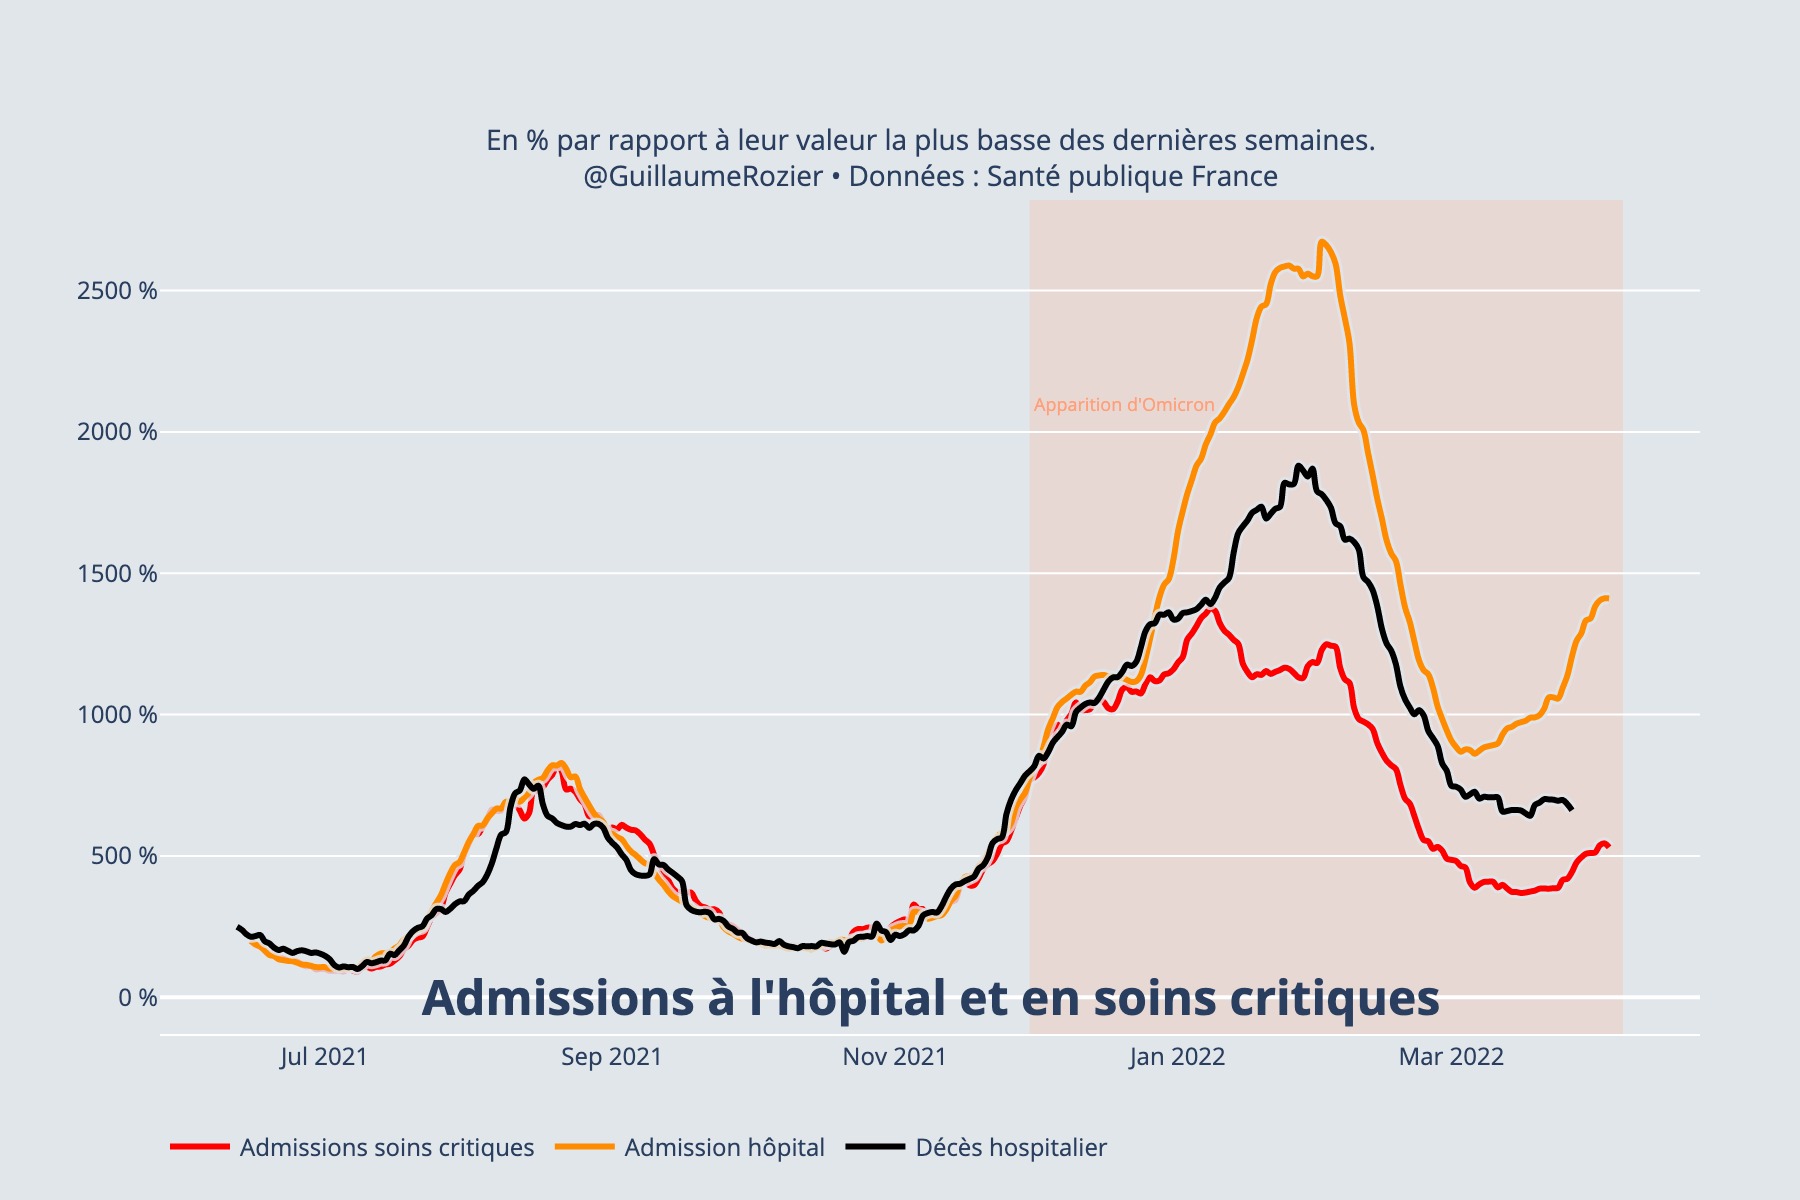 En % par rapport à leur valeur la plus basse des dernières semaines.
@GuillaumeRozier • Données : Santé publique France
2500 %
Apparition d'Omicron
2000 %
1500 %
1000 %
500 %
0 %
Admissions à l'hôpital et en soins critiques
Jul 2021
Sep 2021
Nov 2021
Jan 2022
Mar 2022
Admissions soins critiques
Admission hôpital
Décès hospitalier